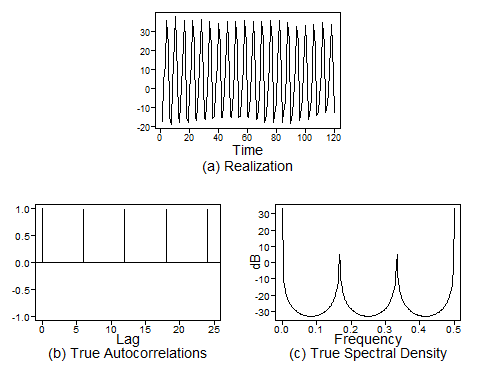 30
20
10
0
-10
-20
0 20 40 60 80 100 120
Time
(a) Realization
1.0
0.5
0.0
-0.5
-1.0
0 5 10 15 20 25
Lag
(b) True Autocorrelations
30
20
10
0
-10
-20
-30
dB
0.0 0.1 0.2 0.3 0.4 0.5
Frequency
(c) True Spectral Density